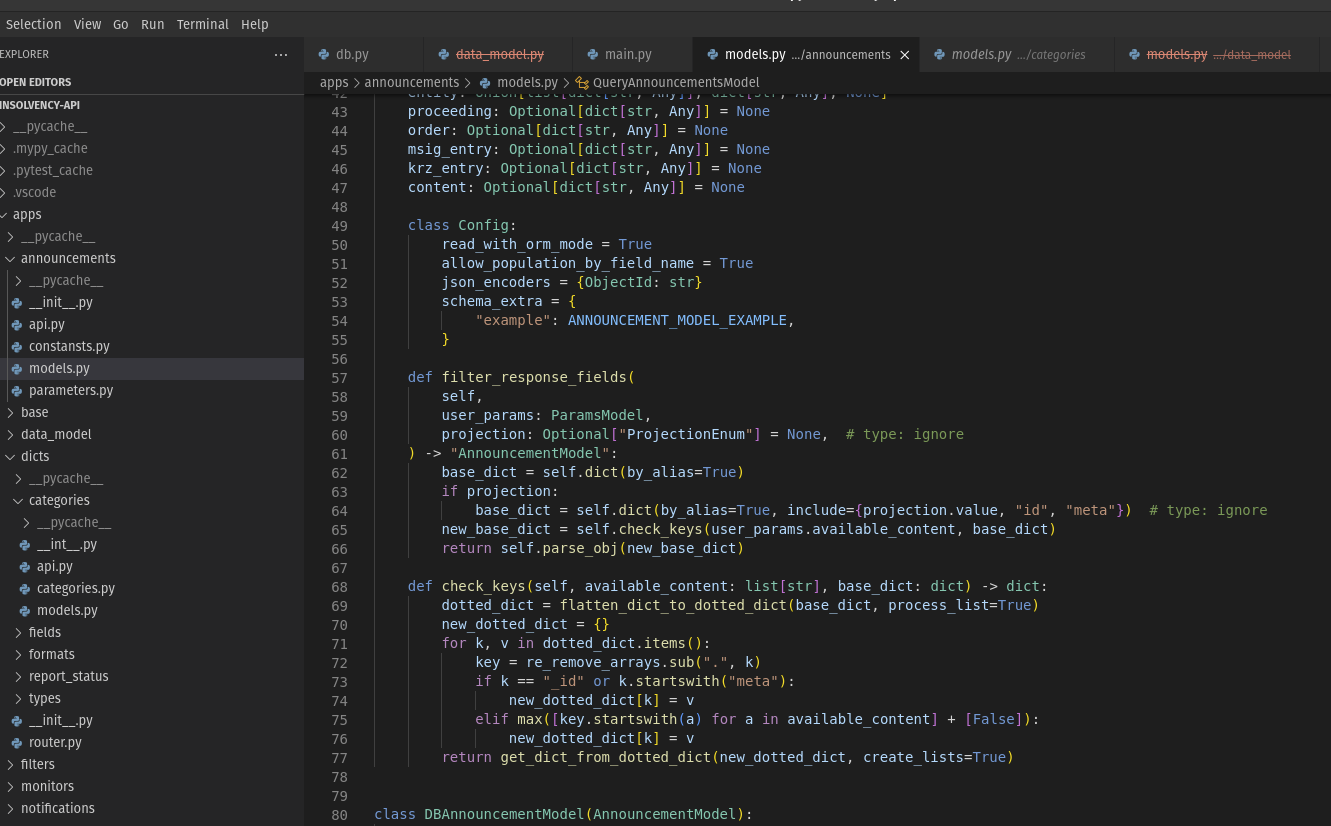 Selection View Go Run Terminal Help
EXPLORER ···
OPEN EDITORS
INSOLVENCY-API
__pycache__
.mypy_cache
.pytest_cache
.vscode
apps
__pycache__
announcements
__pycache__
__init__.py
api.py
constansts.py
models.py
parameters.py
base
data_model
dicts
__pycache__
categories
__pycache__
__int__.py
api.py
categories.py
models.py
fields
formats
report_status
types
__init__.py
router.py
filters
monitors
notifications
db.py data_model.py main.py models.py .../announcements models.py .../categories models.py .../data_model
apps > announcements > models.py > QueryAnnouncementsModel
42 entity: Union[list[dict[str, Any]], dict[str, Any], None]
43 proceeding: Optional[dict[str, Any]] = None
44 order: Optional[dict[str, Any]] = None
45 msig_entry: Optional[dict[str, Any]] = None
46 krz_entry: Optional[dict[str, Any]] = None
47 content: Optional[dict[str, Any]] = None
48
49 class Config:
50 read_with_orm_mode = True
51 allow_population_by_field_name = True
52 json_encoders = {ObjectId: str}
53 schema_extra = {
54 "example": ANNOUNCEMENT_MODEL_EXAMPLE,
55 }
56
57 def filter_response_fields(
58 self,
59 user_params: ParamsModel,
60 projection: Optional["ProjectionEnum"] = None,  # type: ignore
61 ) -> "AnnouncementModel":
62 base_dict = self.dict(by_alias=True)
63 if projection:
64 base_dict = self.dict(by_alias=True, include={projection.value, "id", "meta"})  # type: ignore
65 new_base_dict = self.check_keys(user_params.available_content, base_dict)
66 return self.parse_obj(new_base_dict)
67
68 def check_keys(self, available_content: list[str], base_dict: dict) -> dict:
69 dotted_dict = flatten_dict_to_dotted_dict(base_dict, process_list=True)
70 new_dotted_dict = {}
71 for k, v in dotted_dict.items():
72 key = re_remove_arrays.sub(".", k)
73 if k == "_id" or k.startswith("meta"):
74 new_dotted_dict[k] = v
75 elif max([key.startswith(a) for a in available_content] + [False]):
76 new_dotted_dict[k] = v
77 return get_dict_from_dotted_dict(new_dotted_dict, create_lists=True)
78
79
80 class DBAnnouncementModel(AnnouncementModel):